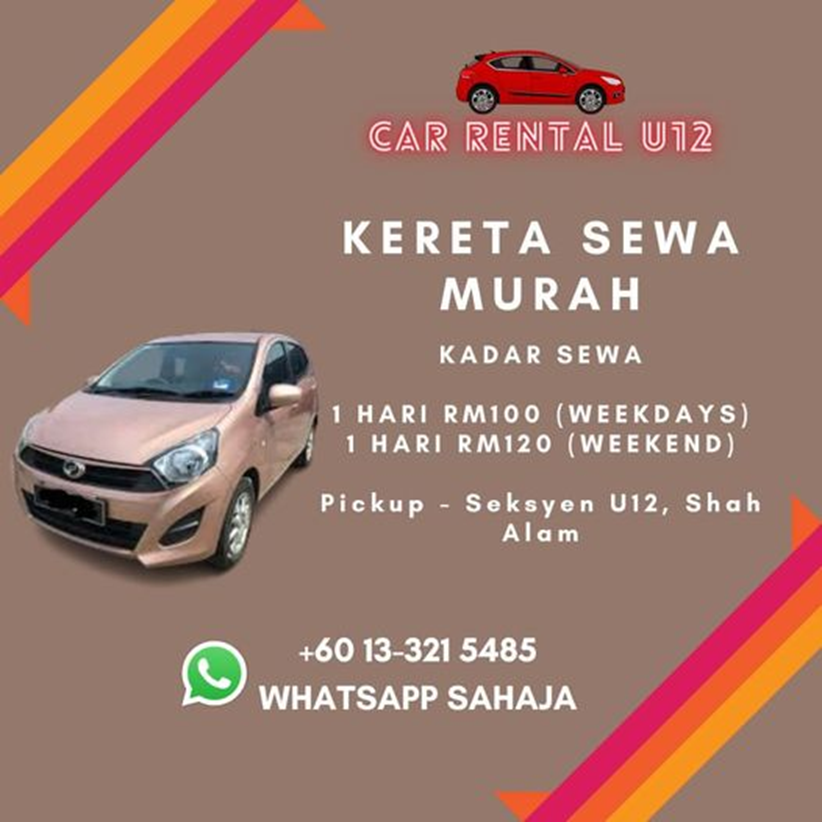 CAR RENTAL U12
KERETA SEWA
MURAH
KADAR SEWA
1 HARI RM100 (WEEKDAYS)
1 HARI RM120 (WEEKEND)
Pickup - Seksyen U12, Shah
Alam
+60 13-321 5485
WHATSAPP SAHAJA